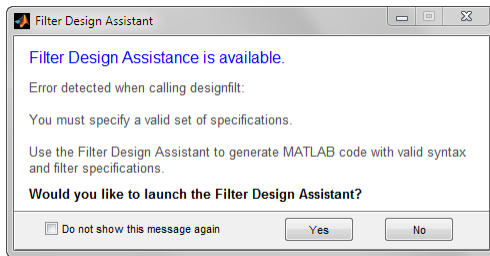 Filter Design Assistant
Filter Design Assistance is available.
Error detected when calling designfilt:
You must specify a valid set of specifications.
Use the Filter Design Assistant to generate MATLAB code with valid syntax
and filter specifications.
Would you like to launch the Filter Design Assistant?
Do not show this message again
Yes
No